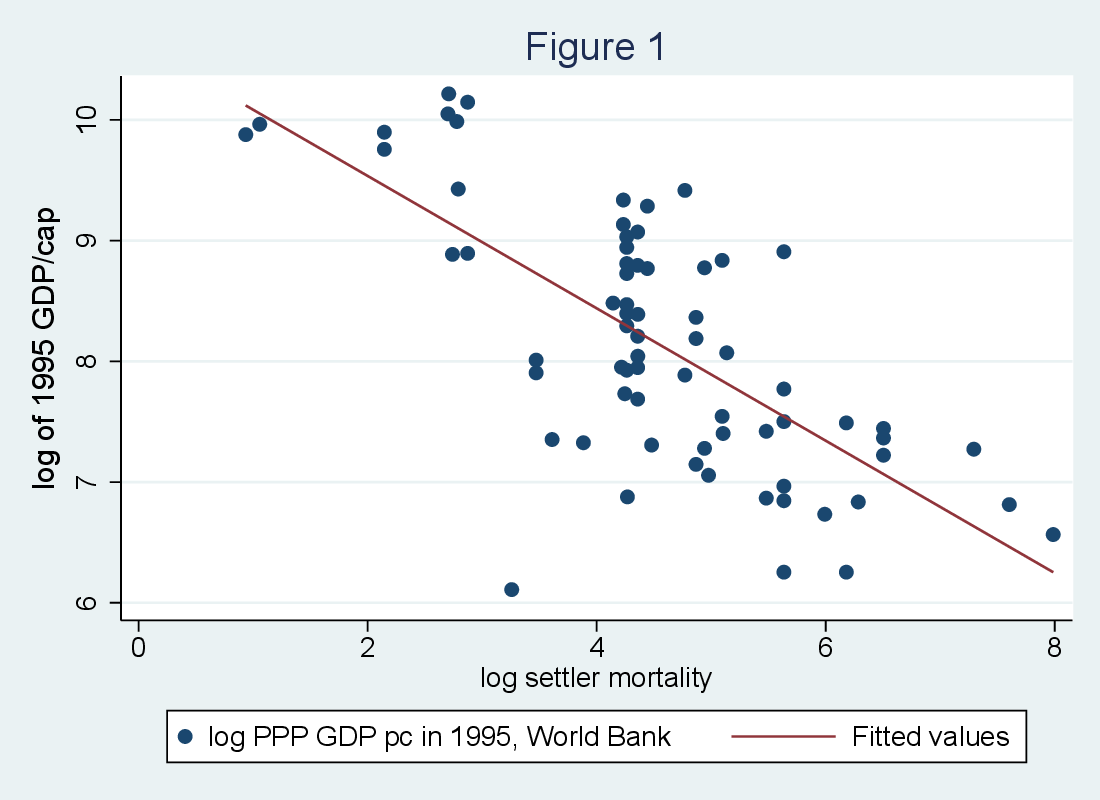 Figure 1
log of 1995 GDP/cap
10
9
8
7
6
0 2 4 6 8
log settler mortality
log PPP GDP pc in 1995, World Bank Fitted values